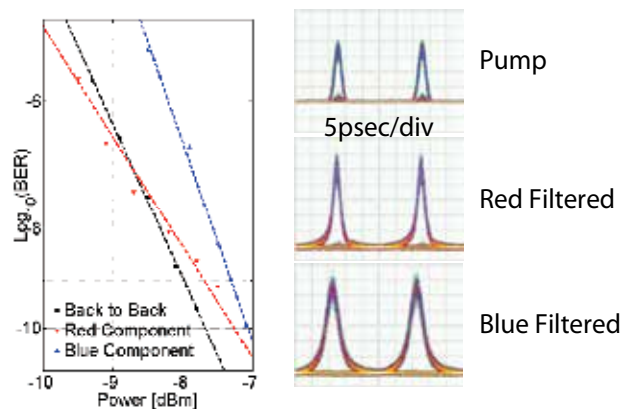 Log10(BER)
-6
-8
-10
Back to Back
Red Component
Blue Component
-10 -9 -8 -7
Power [dBm]
Pump
5psec/div
Red Filtered
Blue Filtered